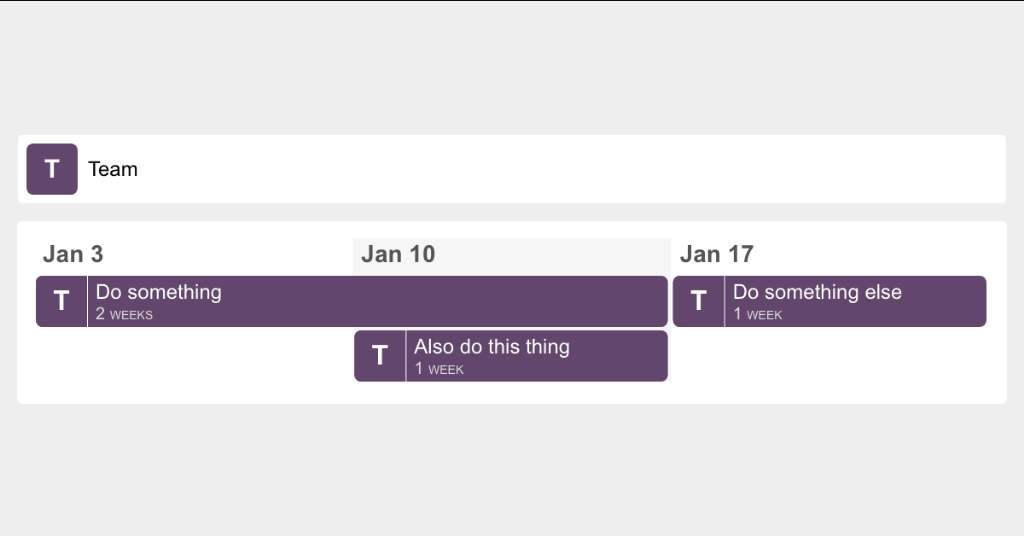 T Team
Jan 3 Jan 10 Jan 17
T Do something
2 WEEKS
T Do something else
1 WEEK
T Also do this thing
1 WEEK